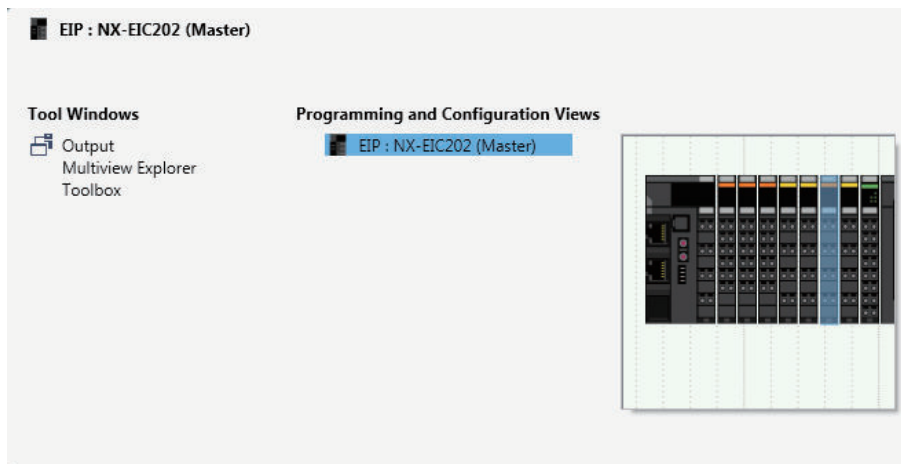 EIP : NX-EIC202 (Master)
Tool Windows
Output
Multiview Explorer
Toolbox
Programming and Configuration Views
EIP : NX-EIC202 (Master)